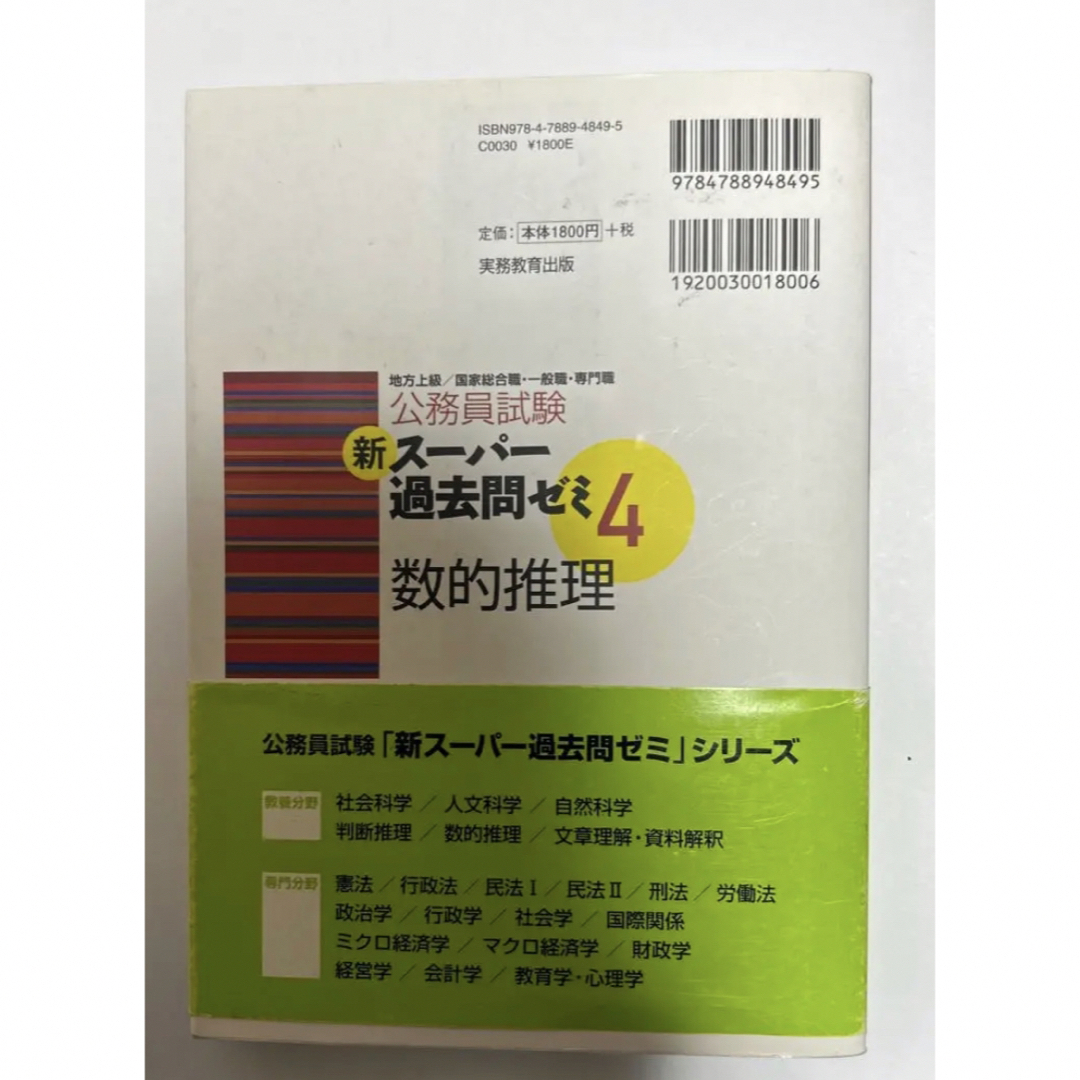 ISBN978-4-7889-4849-5
C0030 ¥1800E
9784788948495
定価：本体1800円＋税
実務教育出版
1920030018006
地方上級／国家総合職・一般職・専門職
公務員試験
新スーパー
過去問ゼミ4
数的推理
公務員試験「新スーパー過去問ゼミ」シリーズ
教養分野
社会科学／人文科学／自然科学
判断推理／数的推理／文章理解・資料解釈
専門分野
憲法／行政法／民法Ⅰ／民法Ⅱ／刑法／労働法
政治学／行政学／社会学／国際関係
ミクロ経済学／マクロ経済学／財政学
経営学／会計学／教育学・心理学